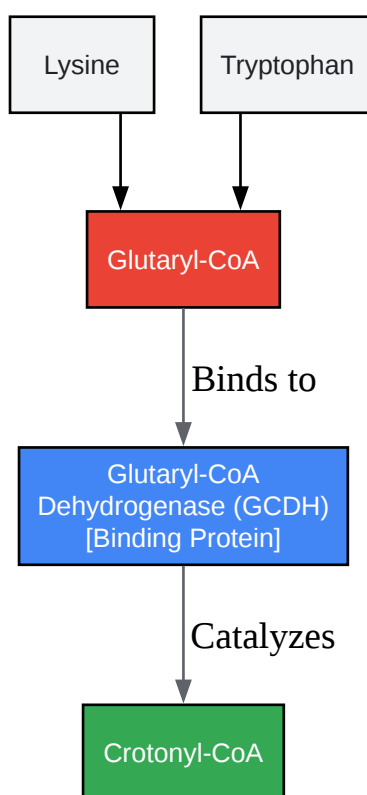 Lysine
Tryptophan
Glutaryl-CoA
Binds to
Glutaryl-CoA
Dehydrogenase (GCDH)
[Binding Protein]
Catalyzes
Crotonyl-CoA